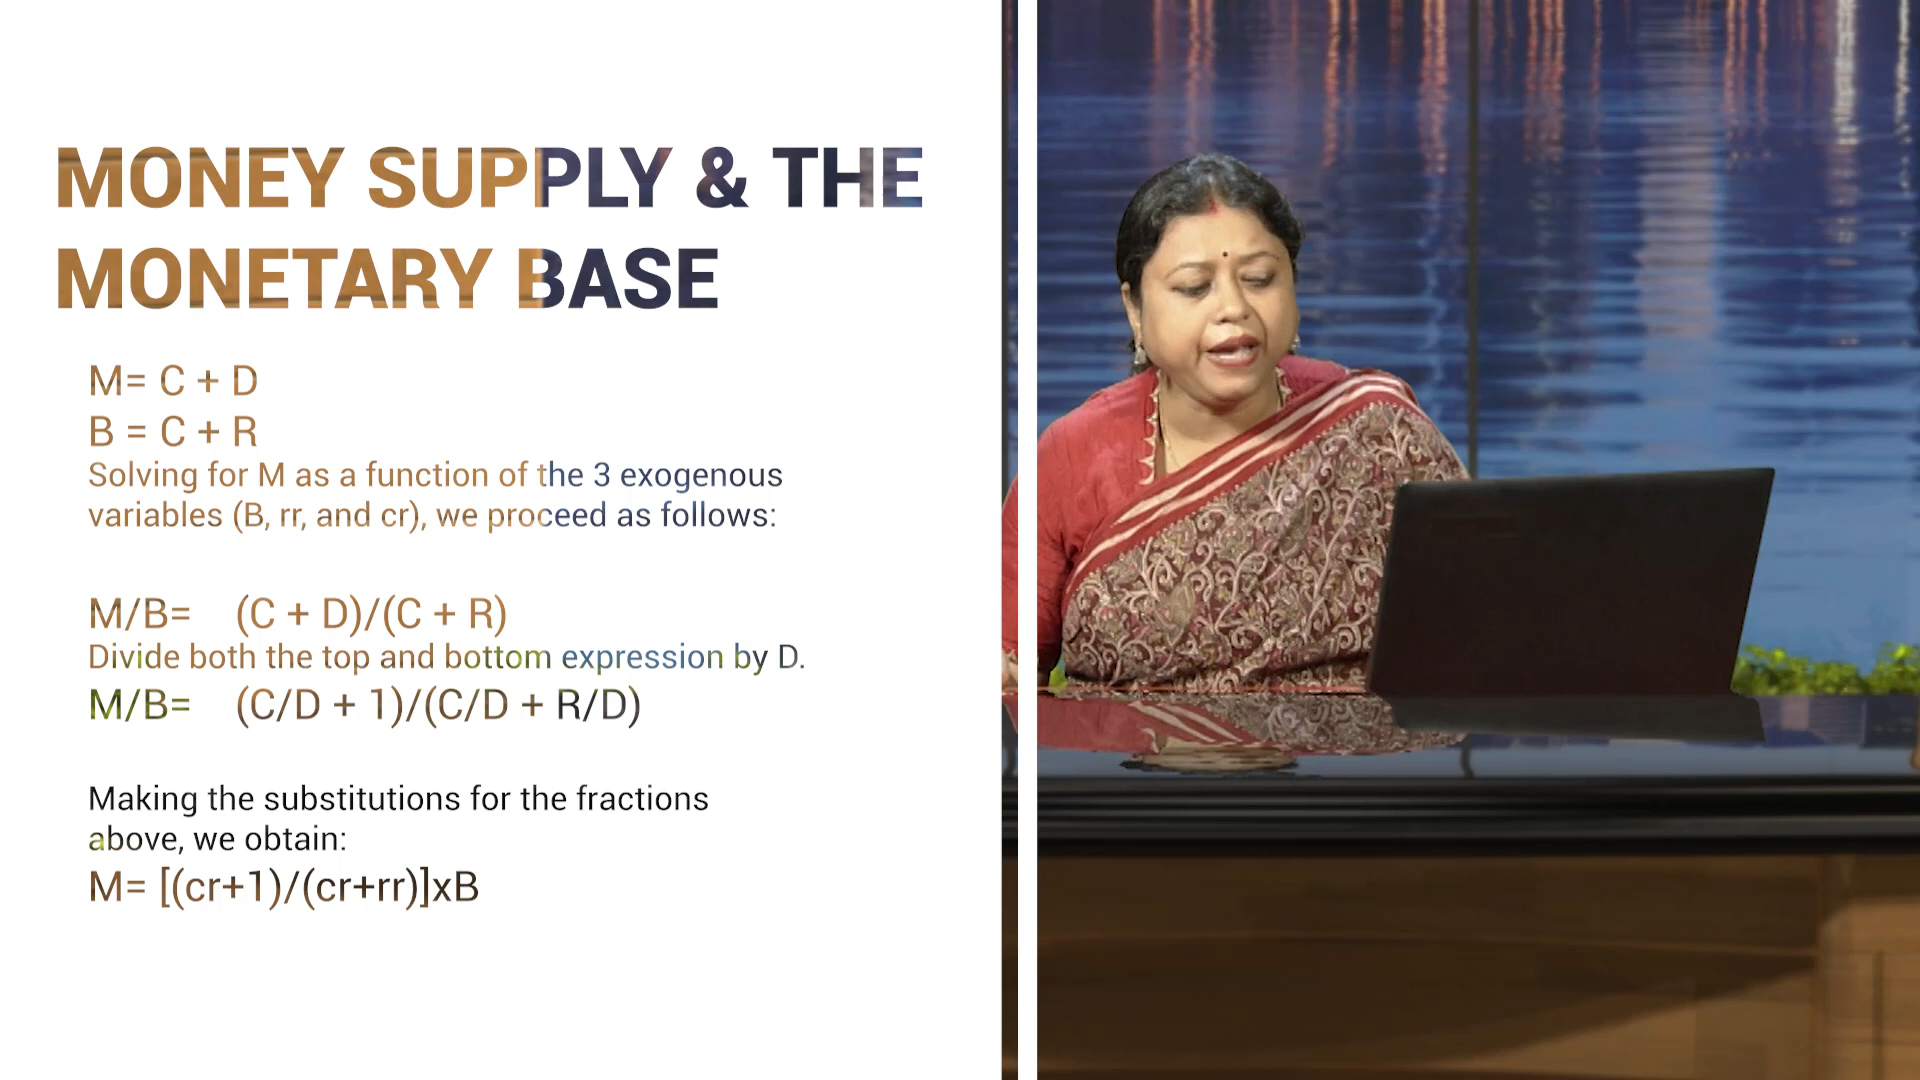 MONEY SUPPLY & THE
MONETARY BASE
M= C + D
B = C + R
Solving for M as a function of the 3 exogenous
variables (B, rr, and cr), we proceed as follows:
M/B= (C + D)/(C + R)
Divide both the top and bottom expression by D.
M/B= (C/D + 1)/(C/D + R/D)
Making the substitutions for the fractions
above, we obtain:
M= [(cr+1)/(cr+rr)]xB